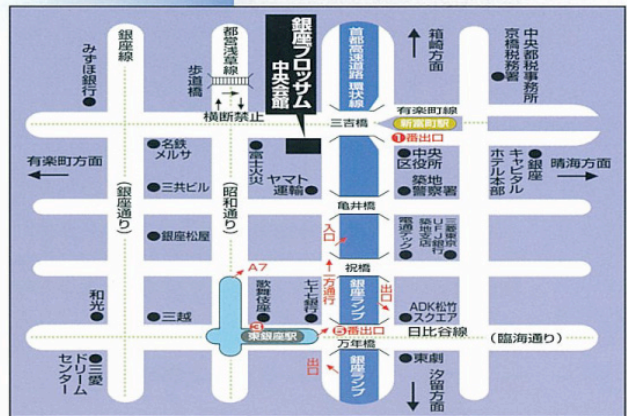 銀座線
みずほ銀行
都営浅草線
歩道橋
横断禁止
銀座ブロッサム
中央会館
首都高速道路 環状線
箱崎方面
中央都税事務所
京橋税務署
有楽町線
三吉橋
新富町駅
❶番出口
名鉄
メルサ
富士火災
ヤマト
運輸
中央
区役所
築地
警察署
銀座
キャピタル
ホテル本部
有楽町方面
晴海方面
(銀座通り)
三共ビル
(昭和通り)
亀井橋
銀座松屋
入口
電通テック
三菱東京
UFJ銀行
築地支店
A7
祝橋
一方通行
和光
三越
歌舞伎座
七十七銀行
銀座ランプ
出口
ADK松竹
スクエア
3
東銀座駅
❺番出口
日比谷線
(臨海通り)
万年橋
三愛
ドリーム
センター
出口
銀座ランプ
東劇
汐留方面